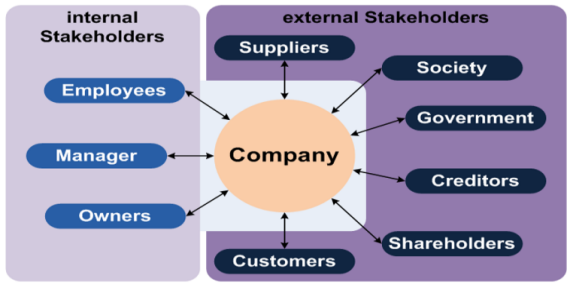 internal
Stakeholders
external Stakeholders
Suppliers
Employees
Society
Manager
Company
Government
Owners
Creditors
Shareholders
Customers